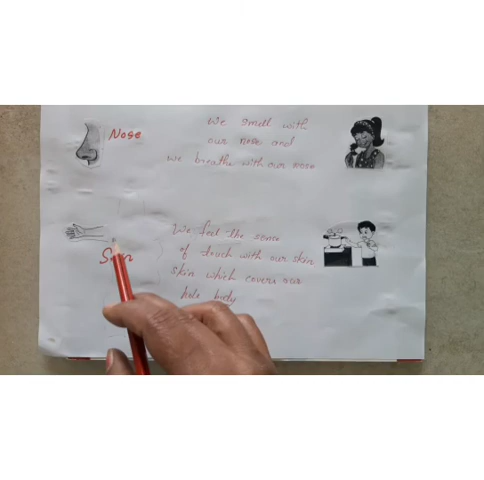 Nose
We smell with
our nose and
we breathe with our nose
Skin
We feel the sense
of touch with our skin
skin which covers our
hole body